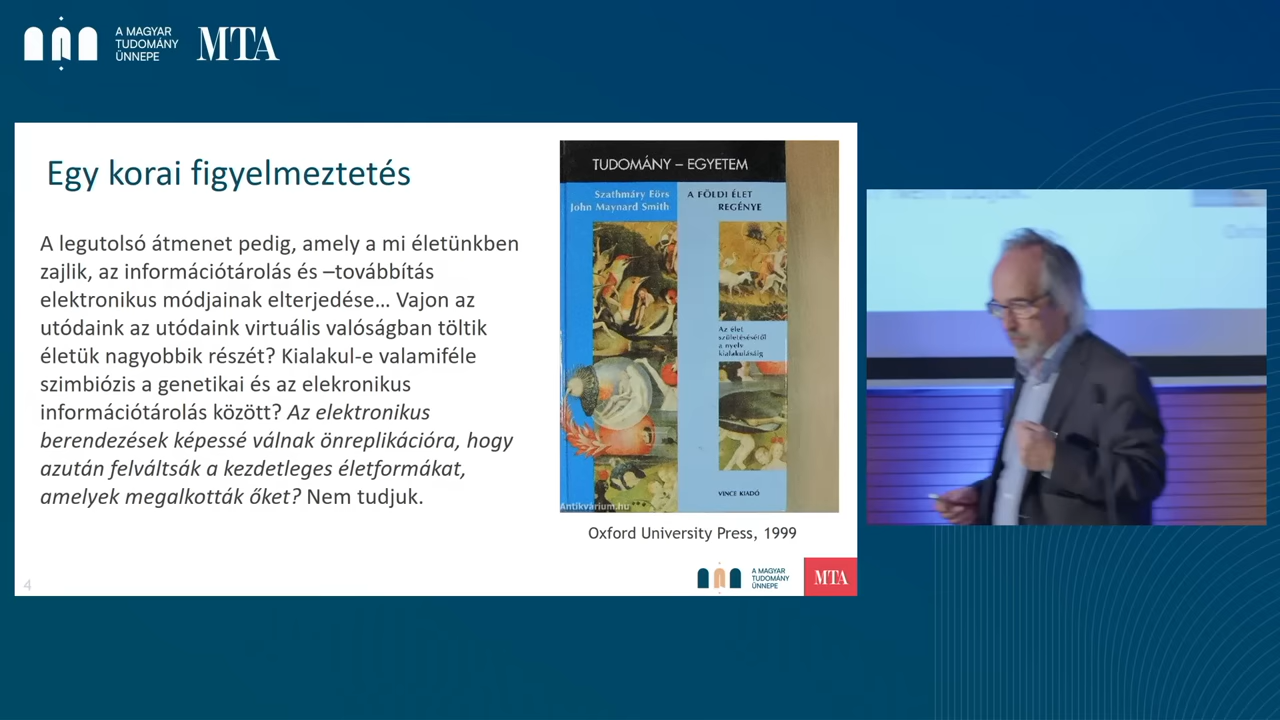 A MAGYAR
TUDOMÁNY
ÜNNEPE
MTA
Egy korai figyelmeztetés
A legutolsó átmenet pedig, amely a mi életünkben
zajlik, az információtárolás és –továbbítás
elektronikus módjainak elterjedése... Vajon az
utódaink az utódaink virtuális valóságban töltik
életük nagyobbik részét? Kialakul-e valamiféle
szimbiózis a genetikai és az elekronikus
információtárolás között? Az elektronikus
berendezések képessé válnak önreplikációra, hogy
azután felváltsák a kezdetleges életformákat,
amelyek megalkották őket? Nem tudjuk.
TUDOMÁNY – EGYETEM
Szathmáry Eörs
John Maynard Smith
A FÖLDI ÉLET
REGÉNYE
Az élet
születésésétől
a nyelv
kialakulásáig
VINCE KIADÓ
Antikvárium.hu
Oxford University Press, 1999
4
A MAGYAR
TUDOMÁNY
ÜNNEPE
MTA